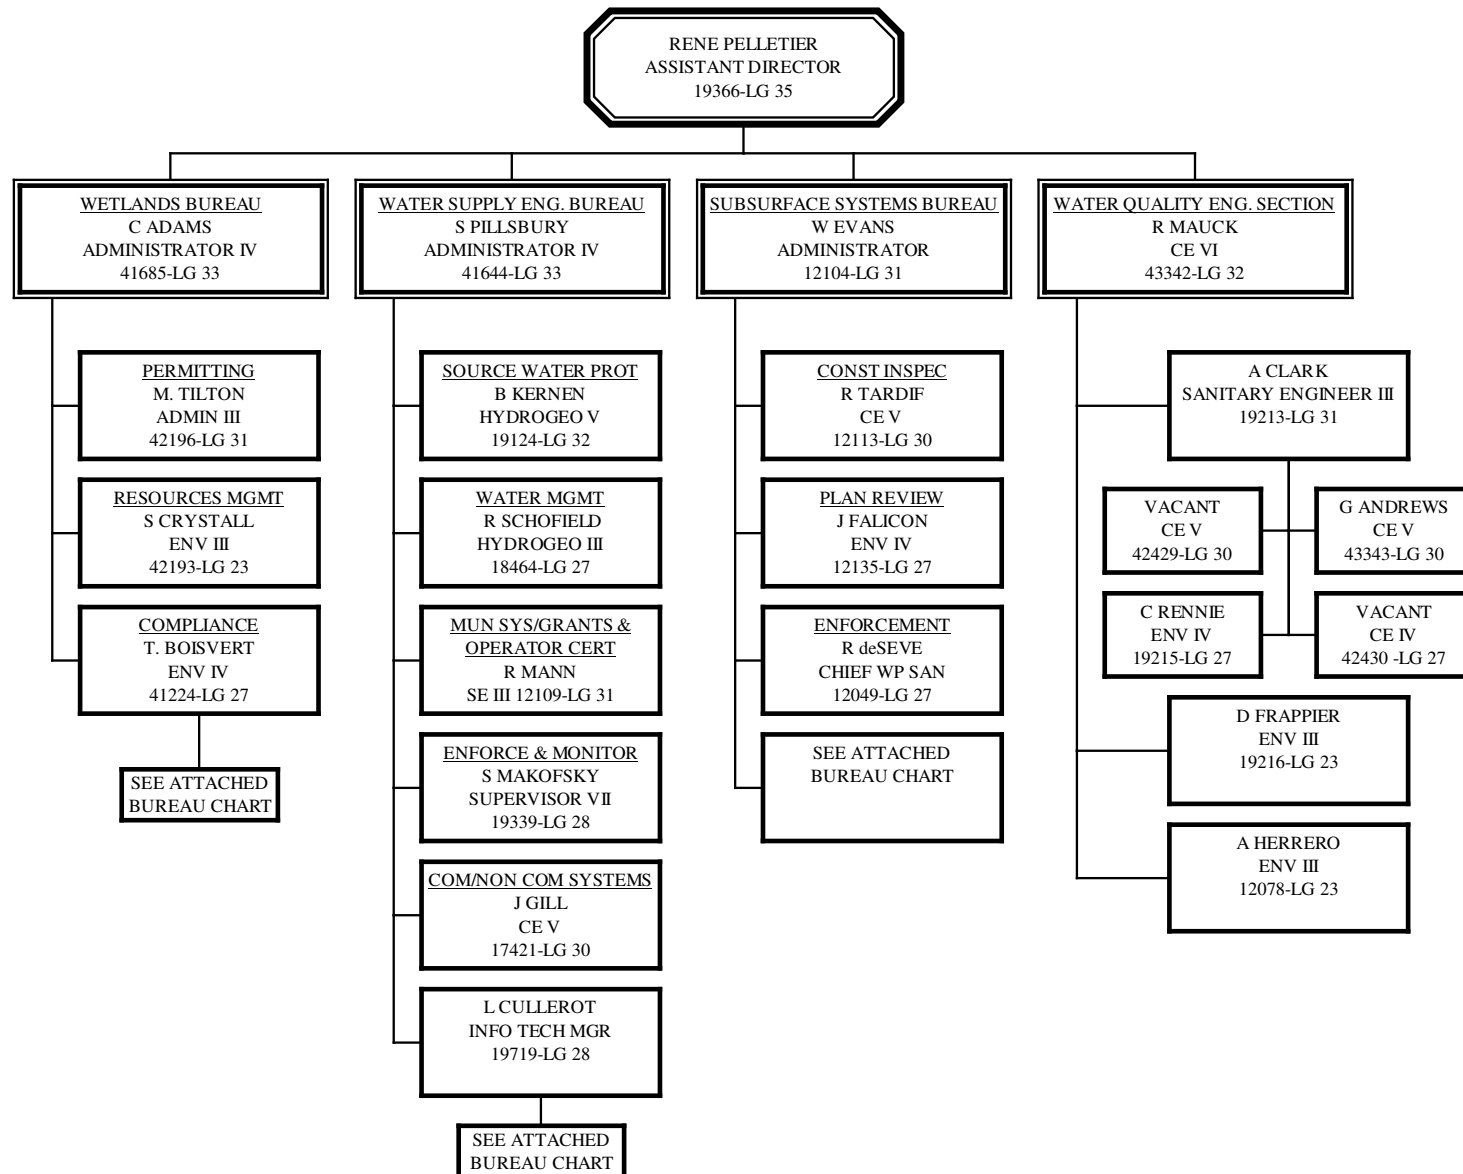 RENE PELLETIER
ASSISTANT DIRECTOR
19366-LG 35
WETLANDS BUREAU
C ADAMS
ADMINISTRATOR IV
41685-LG 33
WATER SUPPLY ENG. BUREAU
S PILLSBURY
ADMINISTRATOR IV
41644-LG 33
SUBSURFACE SYSTEMS BUREAU
W EVANS
ADMINISTRATOR
12104-LG 31
WATER QUALITY ENG. SECTION
R MAUCK
CE VI
43342-LG 32
PERMITTING
M. TILTON
ADMIN III
42196-LG 31
RESOURCES MGMT
S CRYSTALL
ENV III
42193-LG 23
COMPLIANCE
T. BOISVERT
ENV IV
41224-LG 27
SEE ATTACHED
BUREAU CHART
SOURCE WATER PROT
B KERNEN
HYDROGEO V
19124-LG 32
WATER MGMT
R SCHOFIELD
HYDROGEO III
18464-LG 27
MUN SYS/GRANTS &
OPERATOR CERT
R MANN
SE III 12109-LG 31
ENFORCE & MONITOR
S MAKOFSKY
SUPERVISOR VII
19339-LG 28
COM/NON COM SYSTEMS
J GILL
CE V
17421-LG 30
L CULLEROT
INFO TECH MGR
19719-LG 28
SEE ATTACHED
BUREAU CHART
CONST INSPEC
R TARDIF
CE V
12113-LG 30
PLAN REVIEW
J FALICON
ENV IV
12135-LG 27
ENFORCEMENT
R deSEVE
CHIEF WP SAN
12049-LG 27
SEE ATTACHED
BUREAU CHART
A CLARK
SANITARY ENGINEER III
19213-LG 31
VACANT
CE V
42429-LG 30
G ANDREWS
CE V
43343-LG 30
C RENNIE
ENV IV
19215-LG 27
VACANT
CE IV
42430 -LG 27
D FRAPPIER
ENV III
19216-LG 23
A HERRERO
ENV III
12078-LG 23